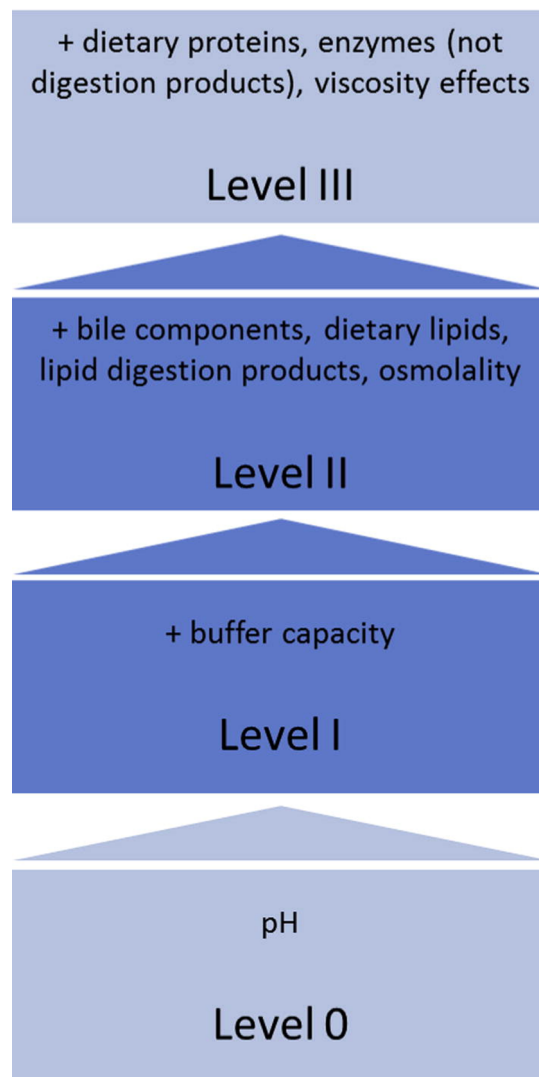 + dietary proteins, enzymes (not
digestion products), viscosity effects
Level III
+ bile components, dietary lipids,
lipid digestion products, osmolality
Level II
+ buffer capacity
Level I
pH
Level 0